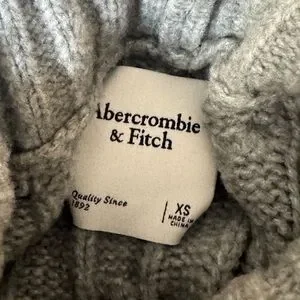 Abercrombie
& Fitch
Quality Since
1892
XS
MADE IN
CHINA